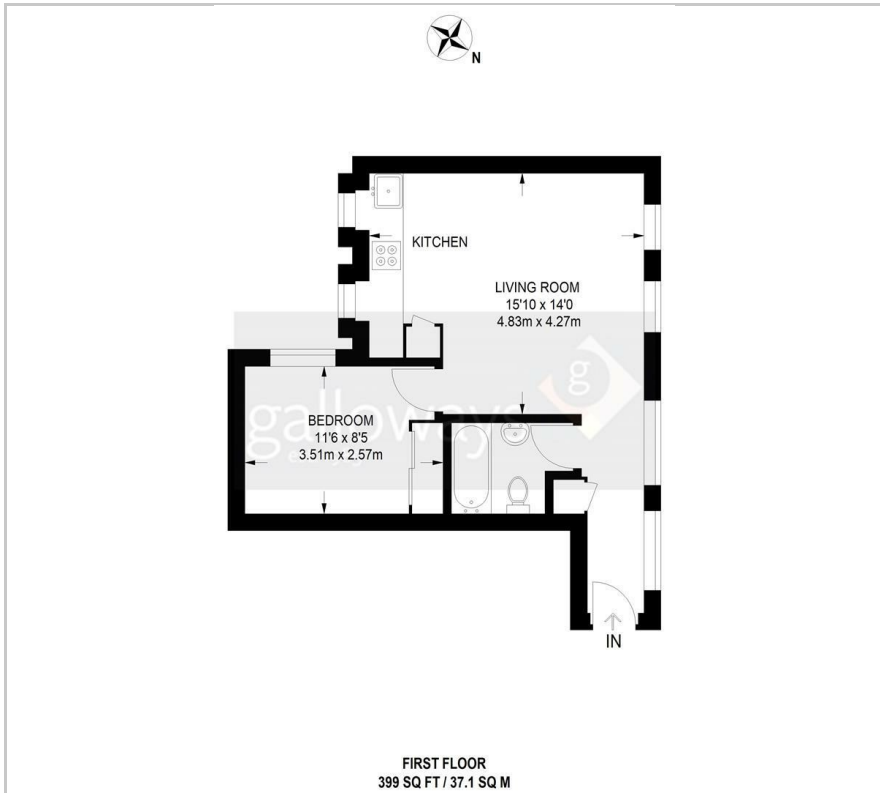 N
KITCHEN
LIVING ROOM
15'10 x 14'0
4.83m x 4.27m
g
galloways
BEDROOM
11'6 x 8'5
3.51m x 2.57m
IN
FIRST FLOOR
399 SQ FT / 37.1 SQ M